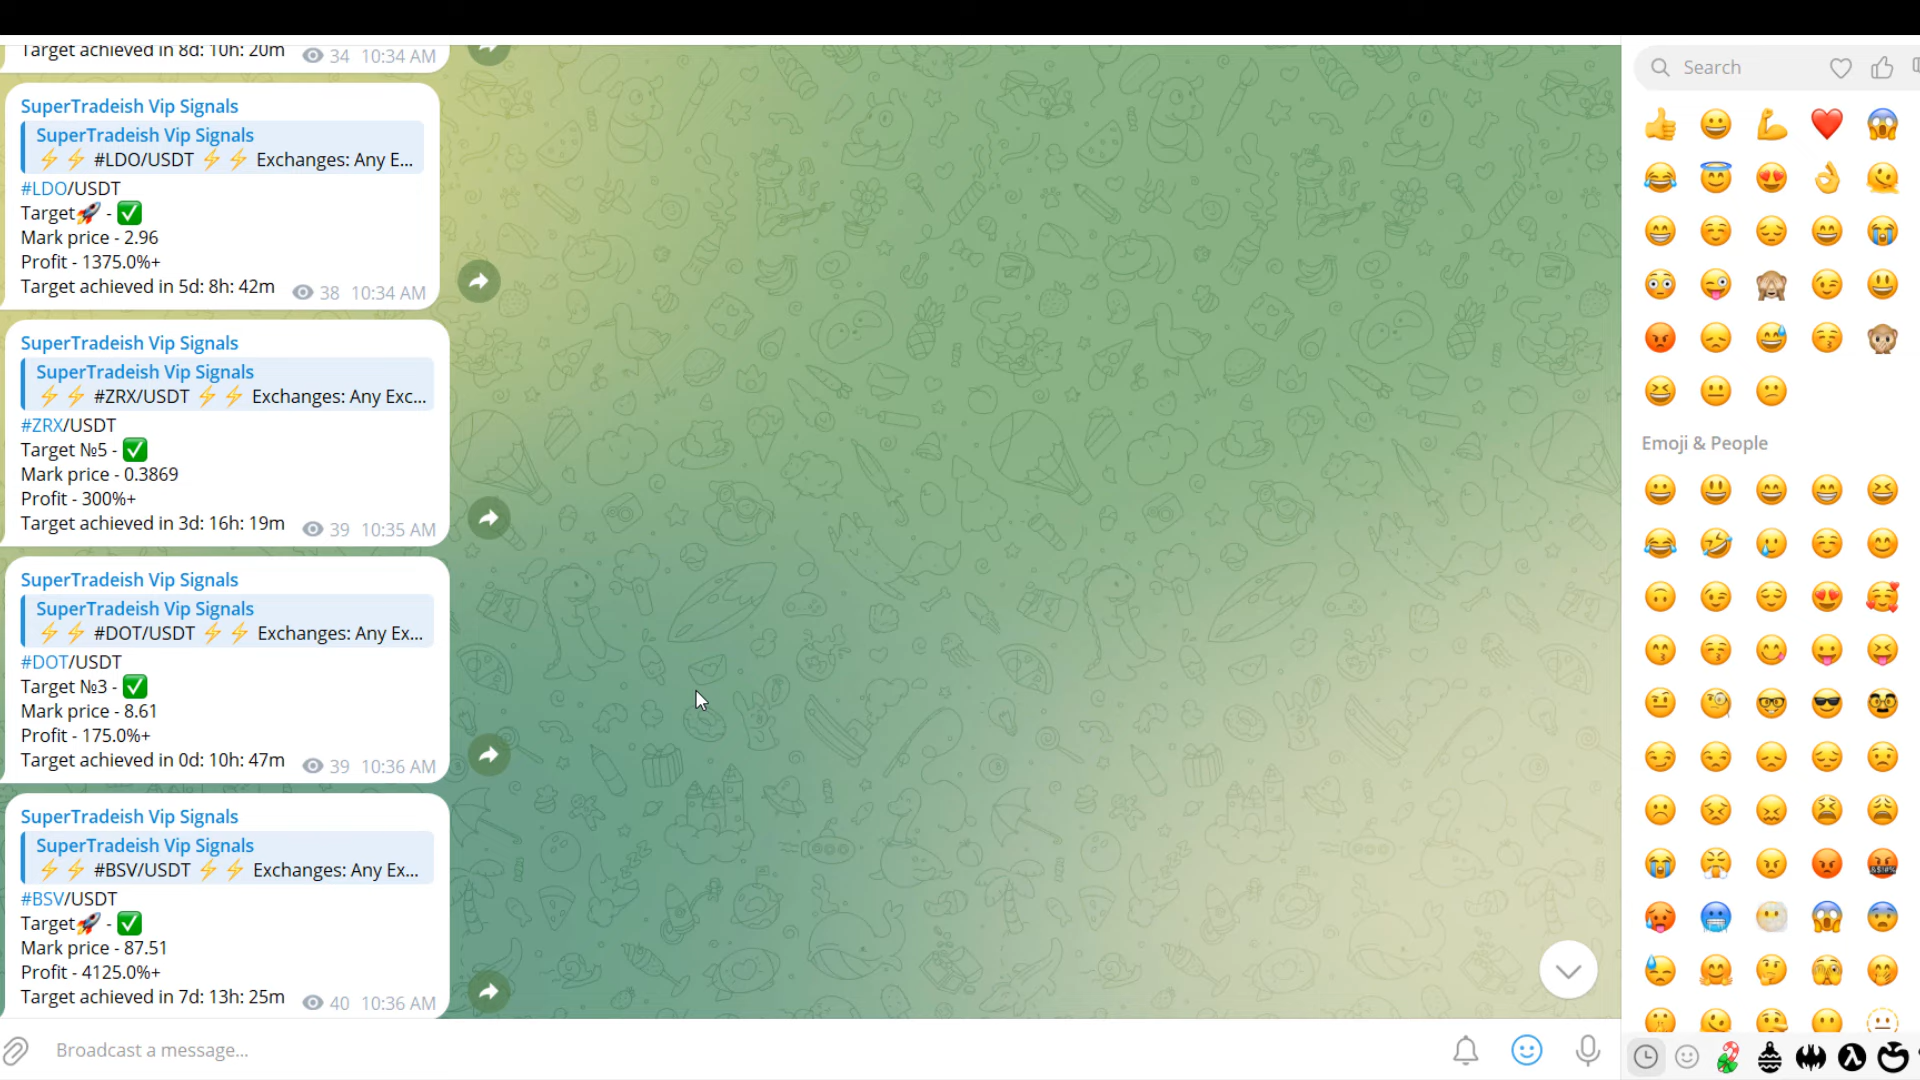 Target achieved in 8d: 10h: 20m 34 10:34 AM
SuperTradeish Vip Signals
SuperTradeish Vip Signals
⚡ ⚡ #LDO/USDT ⚡ ⚡ Exchanges: Any E...
#LDO/USDT
Target🚀 - ✅
Mark price - 2.96
Profit - 1375.0%+
Target achieved in 5d: 8h: 42m 38 10:34 AM
SuperTradeish Vip Signals
SuperTradeish Vip Signals
⚡ ⚡ #ZRX/USDT ⚡ ⚡ Exchanges: Any Exc...
#ZRX/USDT
Target №5 - ✅
Mark price - 0.3869
Profit - 300%+
Target achieved in 3d: 16h: 19m 39 10:35 AM
SuperTradeish Vip Signals
SuperTradeish Vip Signals
⚡ ⚡ #DOT/USDT ⚡ ⚡ Exchanges: Any Ex...
#DOT/USDT
Target №3 - ✅
Mark price - 8.61
Profit - 175.0%+
Target achieved in 0d: 10h: 47m 39 10:36 AM
SuperTradeish Vip Signals
SuperTradeish Vip Signals
⚡ ⚡ #BSV/USDT ⚡ ⚡ Exchanges: Any Ex...
#BSV/USDT
Target🚀 - ✅
Mark price - 87.51
Profit - 4125.0%+
Target achieved in 7d: 13h: 25m 40 10:36 AM
Broadcast a message...
Search
Emoji & People